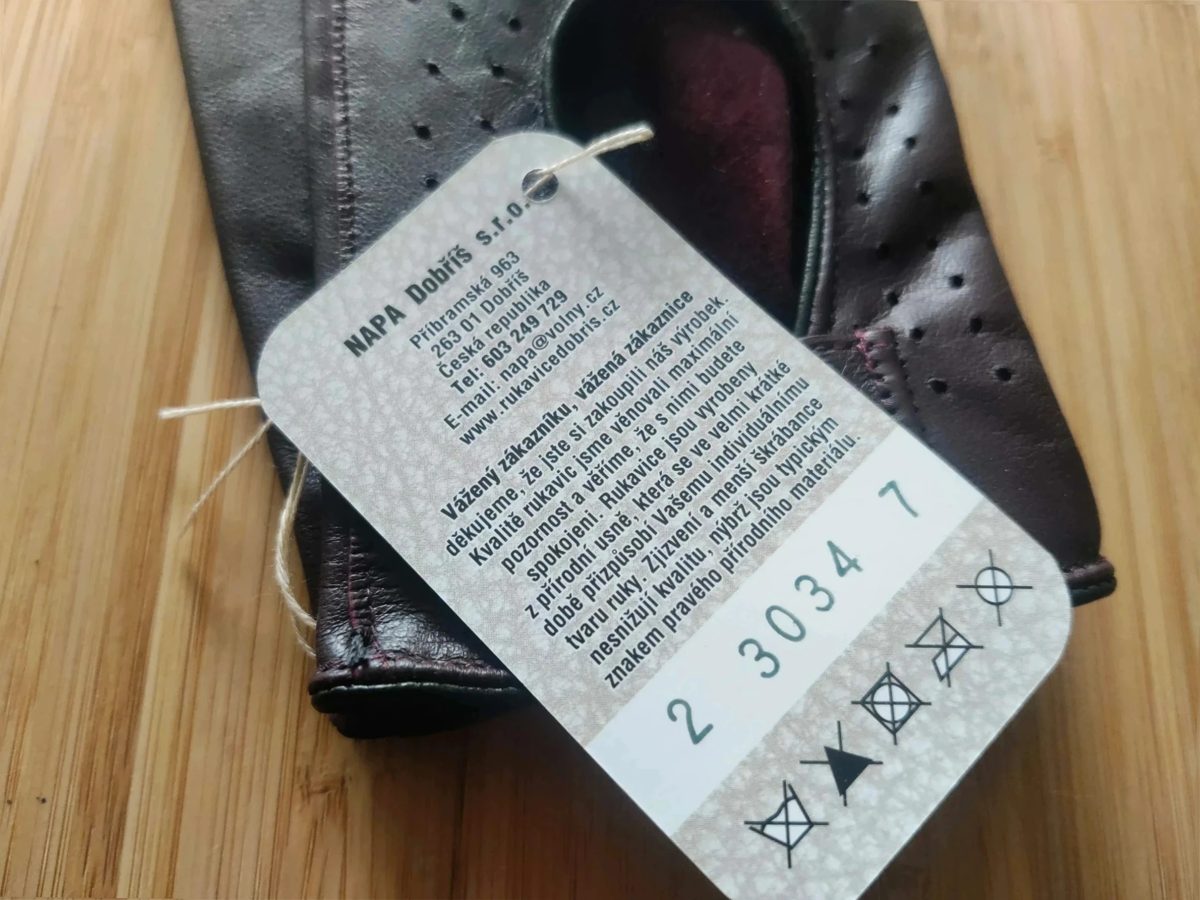 NAPA Dobříš s.r.o.
Příbramská 963
263 01 Dobříš
Česká republika
Tel: 603 249 729
E-mail: napa@volny.cz
www.rukavicedobris.cz
Vážený zákazníku, vážená zákaznice
děkujeme, že jste si zakoupili náš výrobek.
Kvalitě rukavic jsme věnovali maximální
pozornost a věříme, že s nimi budete
spokojeni. Rukavice jsou vyrobeny
z přírodní usně, která se ve velmi krátké
době přizpůsobí Vašemu individuálnímu
tvaru ruky. Zjizvení a menší škrábance
nesnižují kvalitu, nýbrž jsou typickým
znakem pravého přírodního materiálu.
2 3034 7